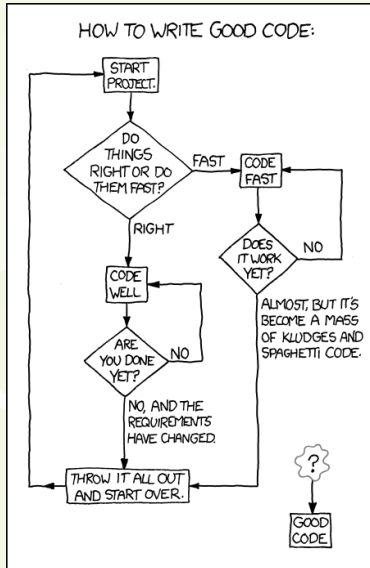 HOW TO WRITE GOOD CODE:
START
PROJECT.
DO
THINGS
RIGHT OR DO
THEM FAST?
FAST
CODE
FAST
RIGHT
DOES
IT WORK
YET?
NO
CODE
WELL
ALMOST, BUT IT'S
BECOME A MASS
OF KLUDGES AND
SPAGHETTI CODE.
ARE
YOU DONE
YET?
NO
NO, AND THE
REQUIREMENTS
HAVE CHANGED.
THROW IT ALL OUT
AND START OVER.
?
GOOD
CODE